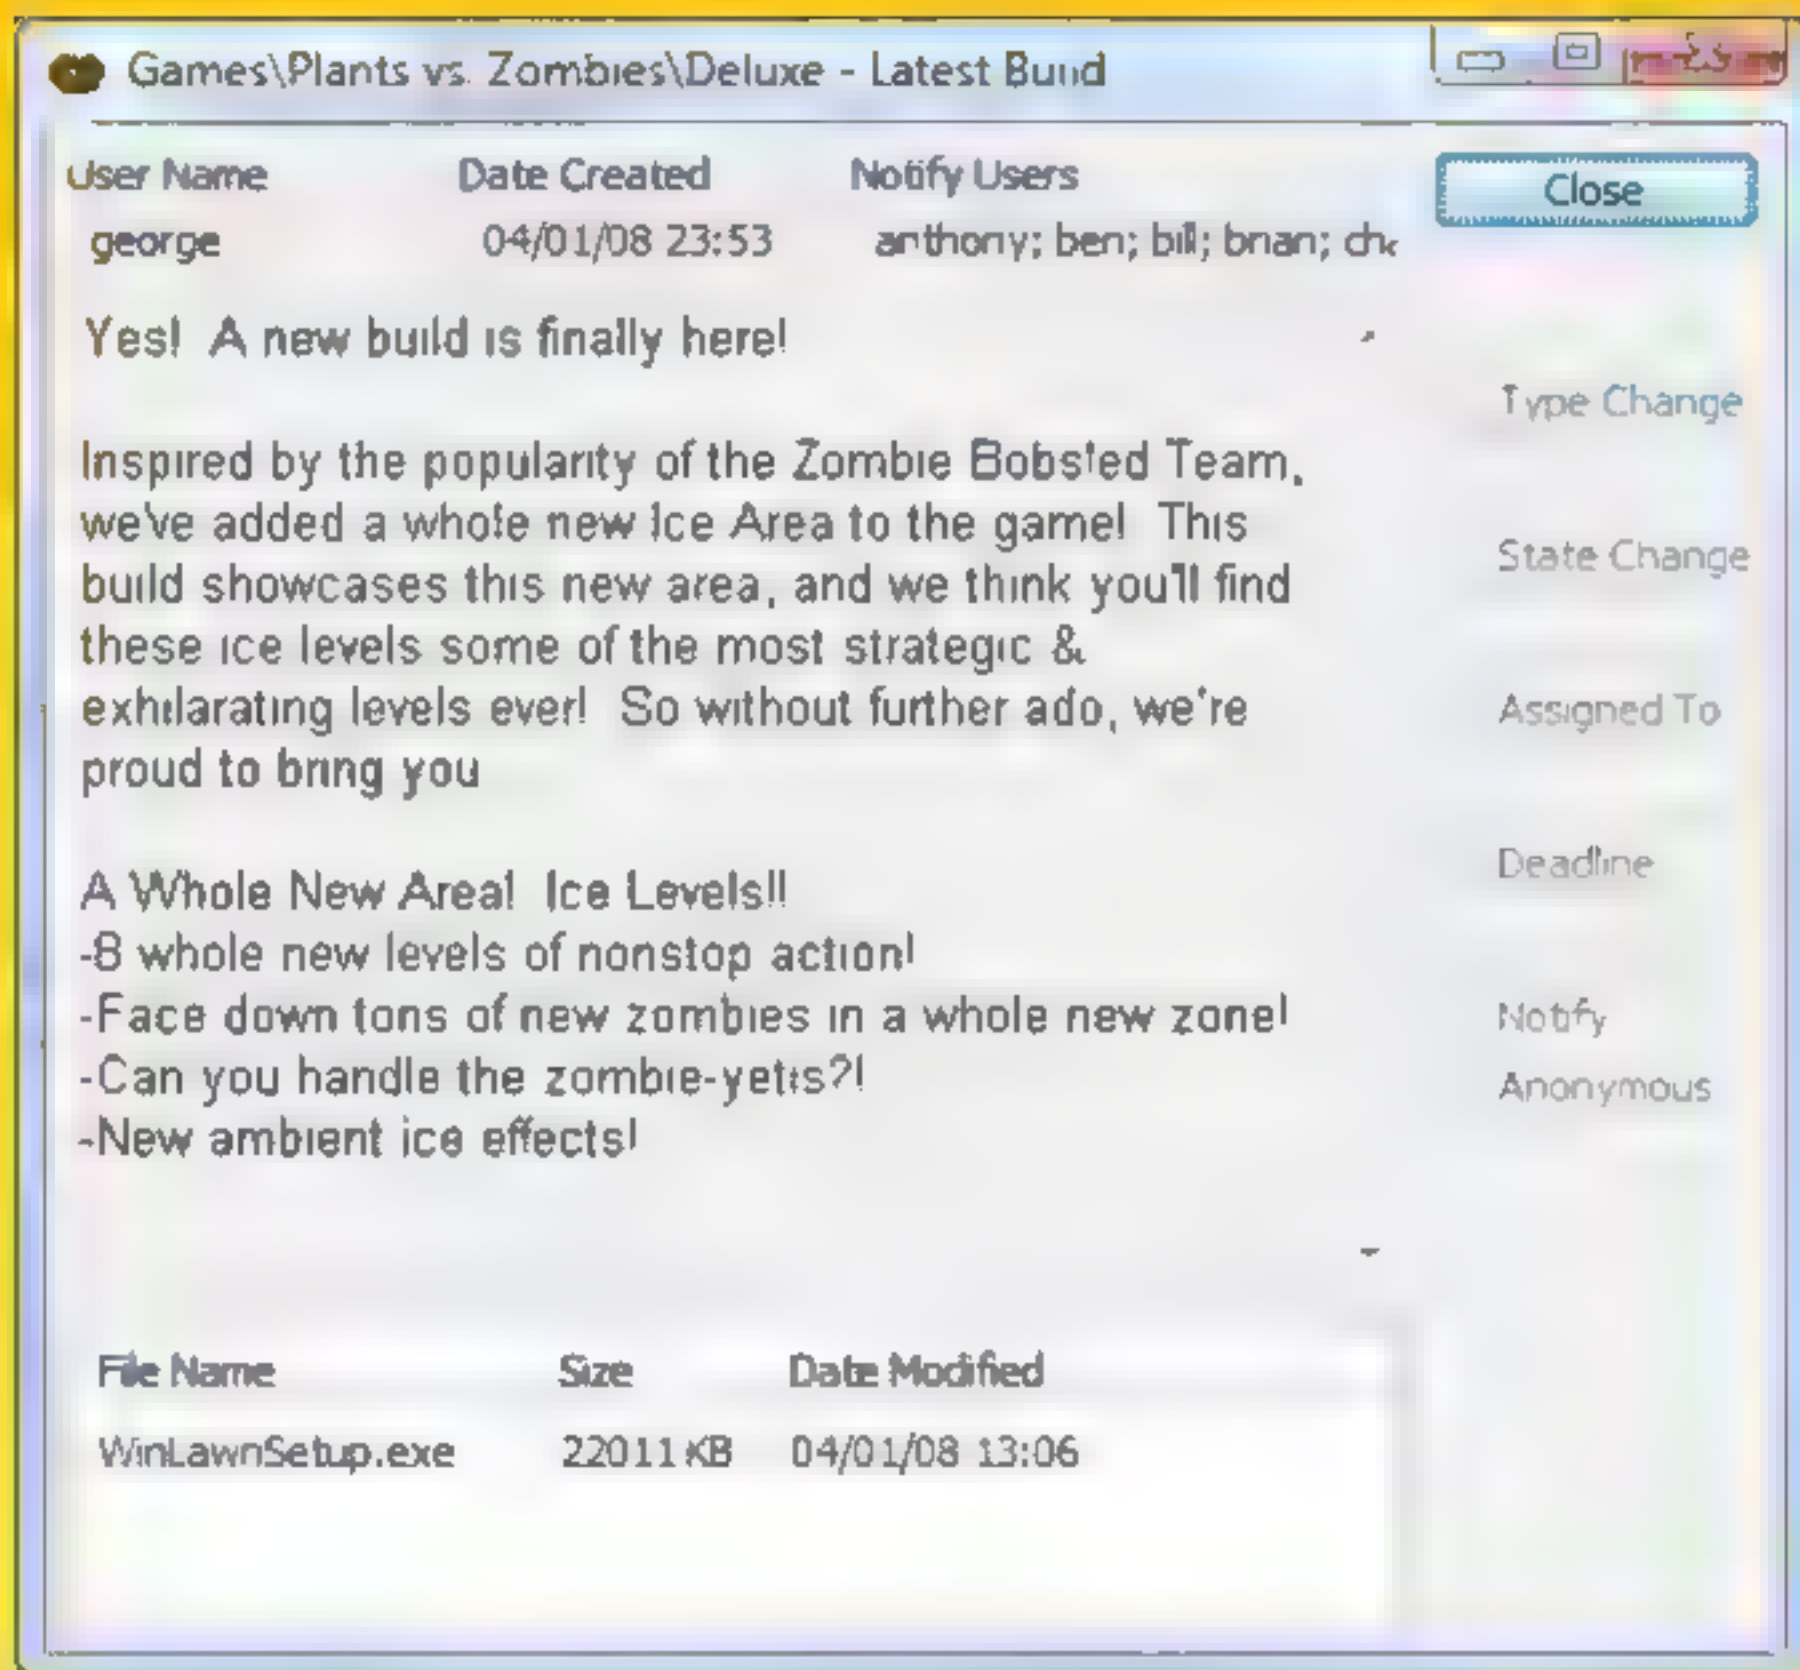 Games\Plants vs. Zombies\Deluxe - Latest Build
User Name Date Created Notify Users
Close
george 04/01/08 23:53 anthony; ben; bill; brian;
Yes! A new build is finally here!
Type Change
Inspired by the popularity of the Zombie Bobsled Team,
we've added a whole new Ice Area to the game! This
State Change
build showcases this new area, and we think you'll find
these ice levels some of the most strategic &
exhilarating levels ever! So without further ado, we're
Assigned To
proud to bring you
Deadline
A Whole New Area! Ice Levels!!
-8 whole new levels of nonstop action!
-Face down tons of new zombies in a whole new zone!
Notify
-Can you handle the zombie-yetis?!
Anonymous
-New ambient ice effects!
File Name Size Date Modified
WinLawnSetup.exe 22011 KB 04/01/08 13:06